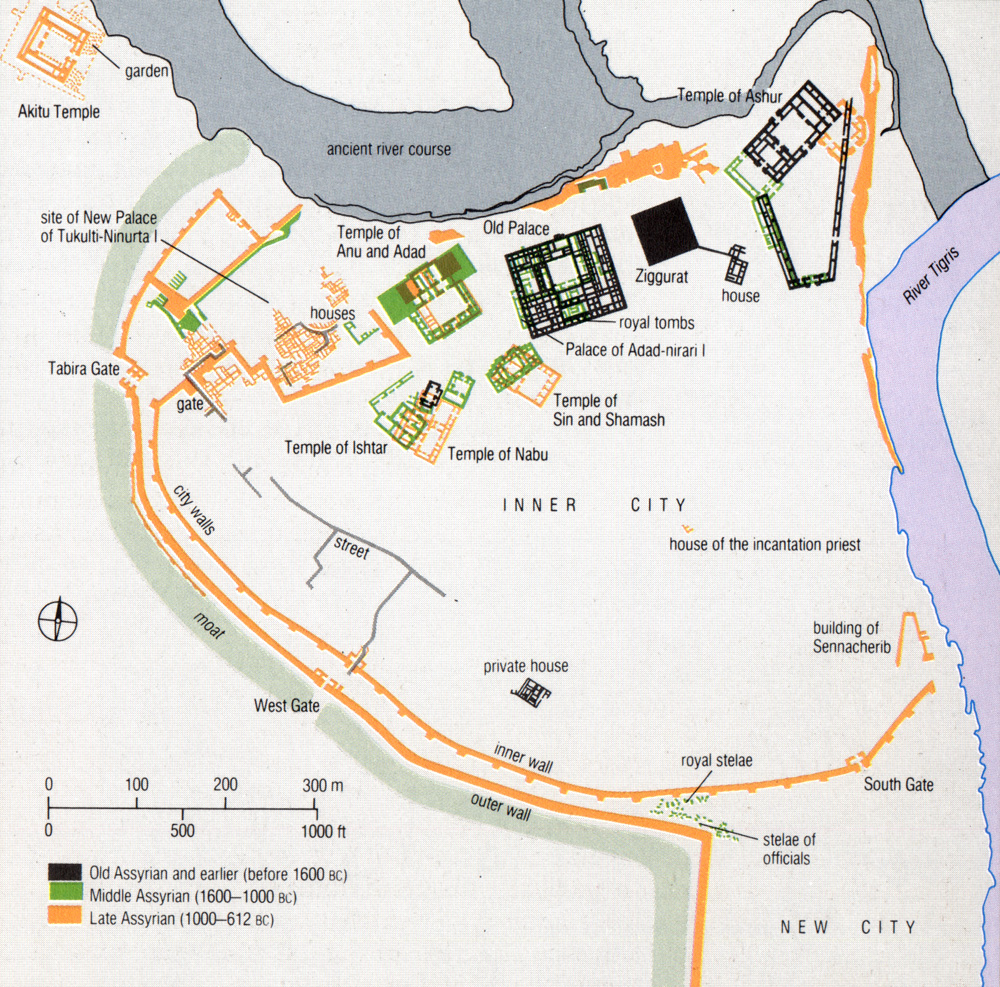 garden
Akitu Temple
Temple of Ashur
ancient river course
site of New Palace
of Tukulti-Ninurta I
Temple of
Anu and Adad
Old Palace
Ziggurat
house
River Tigris
houses
royal tombs
Palace of Adad-nirari I
Tabira Gate
gate
Temple of
Sin and Shamash
Temple of Ishtar
Temple of Nabu
city walls
INNER CITY
street
house of the incantation priest
moat
building of
Sennacherib
private house
West Gate
inner wall
royal stelae
South Gate
outer wall
stelae of
officials
0 100 200 300 m
0 500 1000 ft
Old Assyrian and earlier (before 1600 BC)
Middle Assyrian (1600–1000 BC)
Late Assyrian (1000–612 BC)
NEW CITY